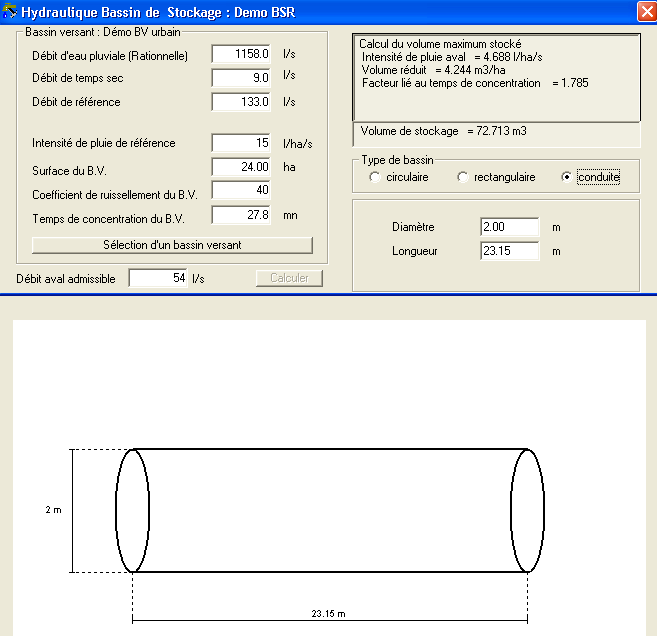 Hydraulique Bassin de Stockage : Demo BSR
Bassin versant : Démo BV urbain
Débit d'eau pluviale (Rationnelle) 1158.0 l/s
Débit de temps sec 9.0 l/s
Débit de référence 133.0 l/s
Intensité de pluie de référence 15 l/ha/s
Surface du B.V. 24.00 ha
Coefficient de ruissellement du B.V. 40
Temps de concentration du B.V. 27.8 mn
Sélection d'un bassin versant
Débit aval admissible 54 l/s
Calculer
Calcul du volume maximum stocké
Intensité de pluie aval = 4.688 l/ha/s
Volume réduit = 4.244 m3/ha
Facteur lié au temps de concentration = 1.785
Volume de stockage = 72.713 m3
Type de bassin
circulaire rectangulaire conduite
Diamètre 2.00 m
Longueur 23.15 m
2 m
23.15 m